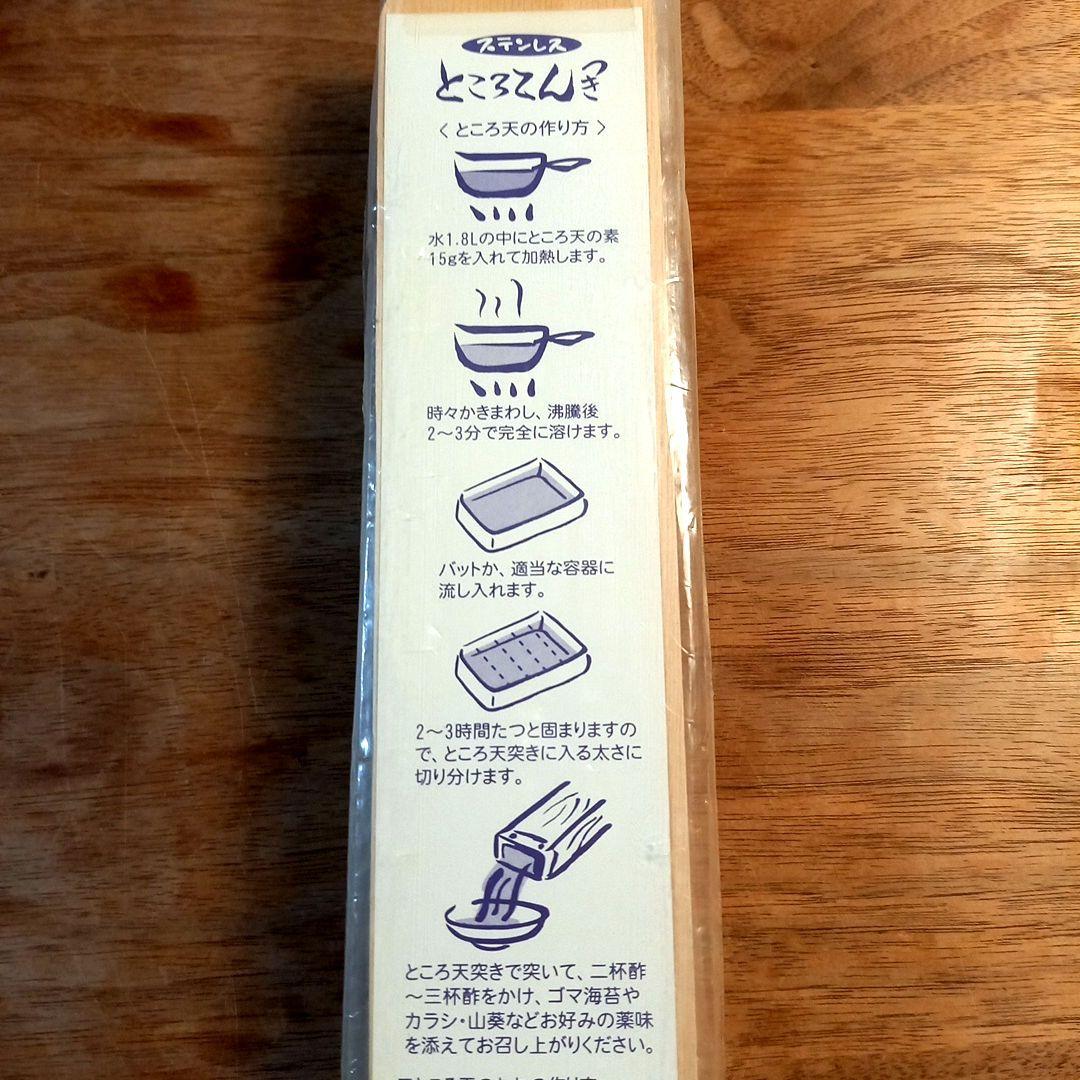 ステンレス
ところてんつき
〈ところ天の作り方〉
水1.8Lの中にところ天の素
15gを入れて加熱します。
時々かきまわし、沸騰後
2〜3分で完全に溶けます。
バットか、適当な容器に
流し入れます。
2〜3時間たつと固まりますの
で、ところ天突きに入る太さに
切り分けます。
ところ天突きで突いて、二杯酢
〜三杯酢をかけ、ゴマ海苔や
カラシ・山葵などお好みの薬味
を添えてお召し上がりください。